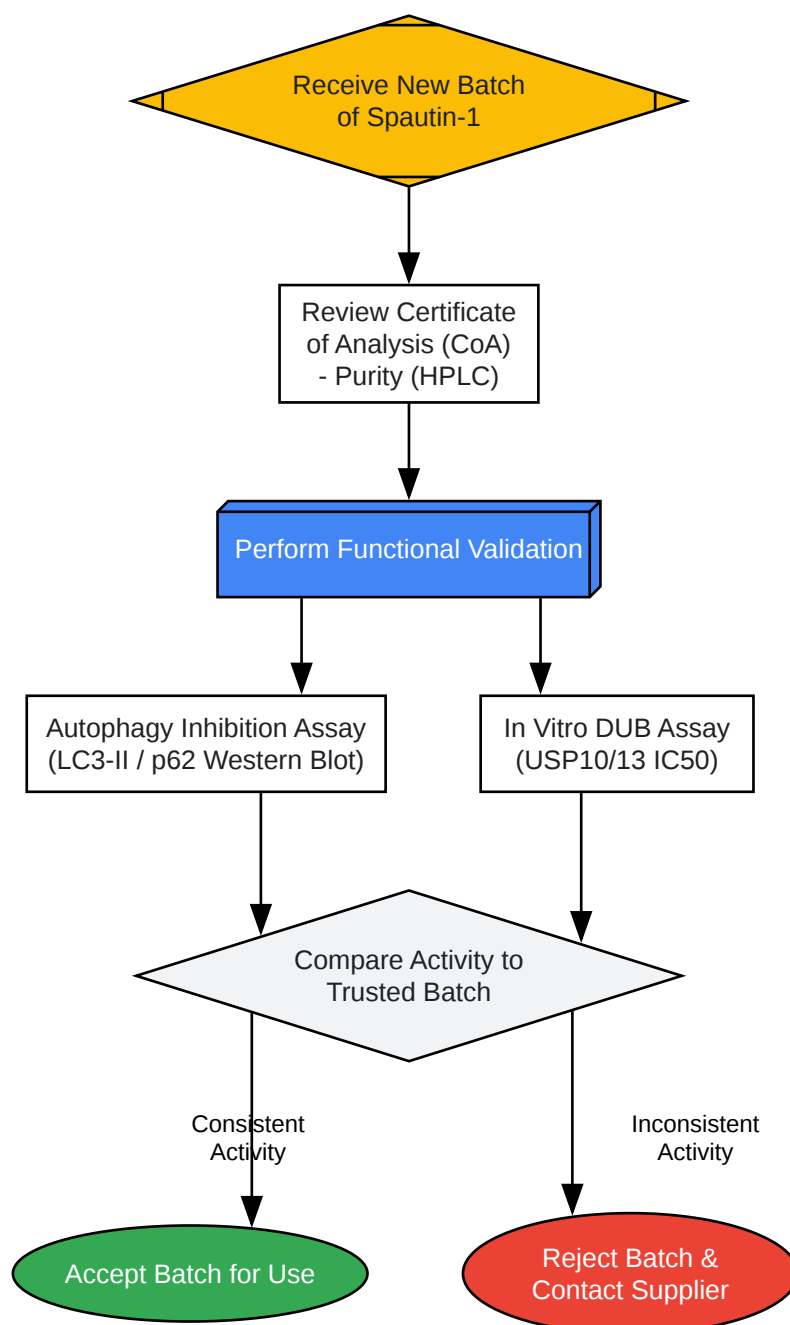 Receive New Batch
of Spautin-1
Review Certificate
of Analysis (CoA)
- Purity (HPLC)
Perform Functional Validation
Autophagy Inhibition Assay
(LC3-II / p62 Western Blot)
In Vitro DUB Assay
(USP10/13 IC50)
Compare Activity to
Trusted Batch
Consistent
Activity
Inconsistent
Activity
Accept Batch for Use
Reject Batch &
Contact Supplier